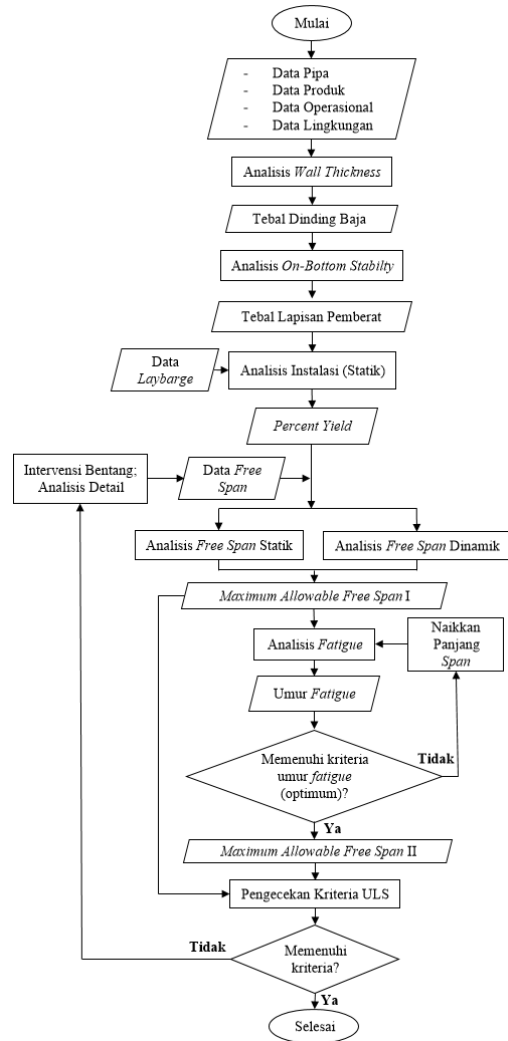 Mulai
- Data Pipa
- Data Produk
- Data Operasional
- Data Lingkungan
Analisis Wall Thickness
Tebal Dinding Baja
Analisis On-Bottom Stabilty
Tebal Lapisan Pemberat
Data
Laybarge
Analisis Instalasi (Statik)
Percent Yield
Intervensi Bentang;
Analisis Detail
Data Free
Span
Analisis Free Span Statik
Analisis Free Span Dinamik
Maximum Allowable Free Span I
Analisis Fatigue
Naikkan
Panjang
Span
Umur Fatigue
Memenuhi kriteria
umur fatigue
(optimum)?
Tidak
Ya
Maximum Allowable Free Span II
Pengecekan Kriteria ULS
Tidak
Memenuhi
kriteria?
Ya
Selesai